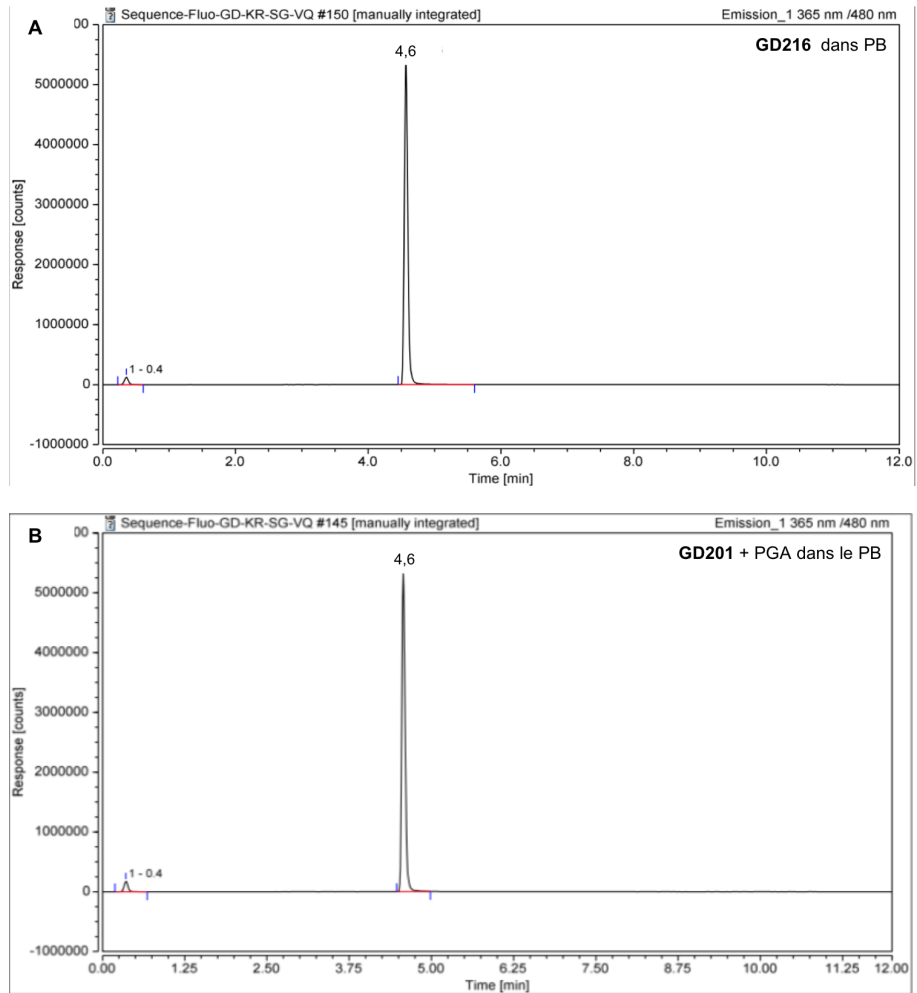 A
Sequence-Fluo-GD-KR-SG-VQ #150 [manually integrated]
Emission_1 365 nm /480 nm
GD216 dans PB
4,6
00
5000000
4000000
3000000
2000000
1000000
0
-1000000
Response [counts]
1 - 0.4
0.0 2.0 4.0 6.0 8.0 10.0 12.0
Time [min]
B
Sequence-Fluo-GD-KR-SG-VQ #145 [manually integrated]
Emission_1 365 nm /480 nm
GD201 + PGA dans le PB
4,6
00
5000000
4000000
3000000
2000000
1000000
0
-1000000
Response [counts]
1 - 0.4
0.00 1.25 2.50 3.75 5.00 6.25 7.50 8.75 10.00 11.25 12.00
Time [min]